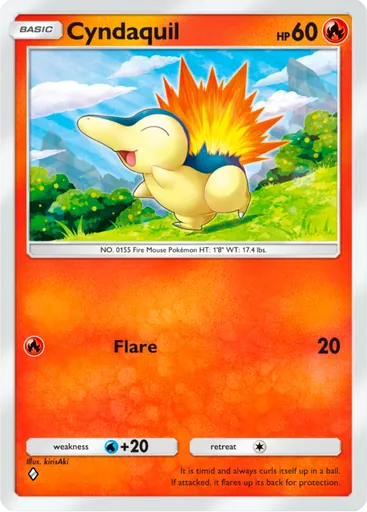 BASIC
Cyndaquil
HP 60
NO. 0155 Fire Mouse Pokémon HT: 1'8" WT: 17.4 lbs.
Flare 20
weakness +20 retreat
Illus. kirisAki
It is timid and always curls itself up in a ball.
If attacked, it flares up its back for protection.